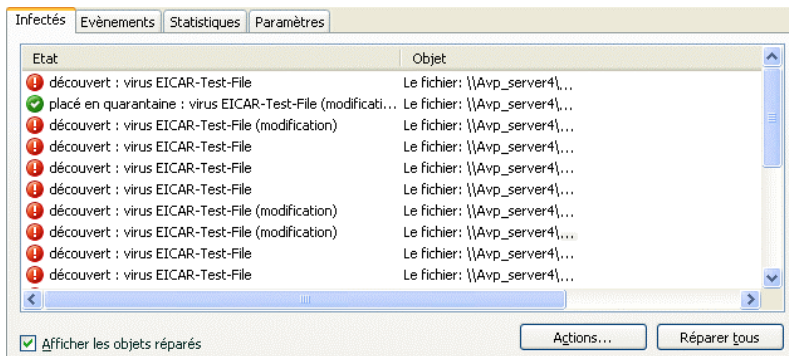 Infectés Evènements Statistiques Paramètres
Etat Objet
découvert : virus EICAR-Test-File Le fichier: \\Avp_server4\...
placé en quarantaine : virus EICAR-Test-File (modificati... Le fichier: \\Avp_server4\...
découvert : virus EICAR-Test-File (modification) Le fichier: \\Avp_server4\...
découvert : virus EICAR-Test-File Le fichier: \\Avp_server4\...
découvert : virus EICAR-Test-File Le fichier: \\Avp_server4\...
découvert : virus EICAR-Test-File Le fichier: \\Avp_server4\...
découvert : virus EICAR-Test-File (modification) Le fichier: \\Avp_server4\...
découvert : virus EICAR-Test-File (modification) Le fichier: \\Avp_server4\...
découvert : virus EICAR-Test-File Le fichier: \\Avp_server4\...
découvert : virus EICAR-Test-File Le fichier: \\Avp_server4\...
Afficher les objets réparés Actions... Réparer tous